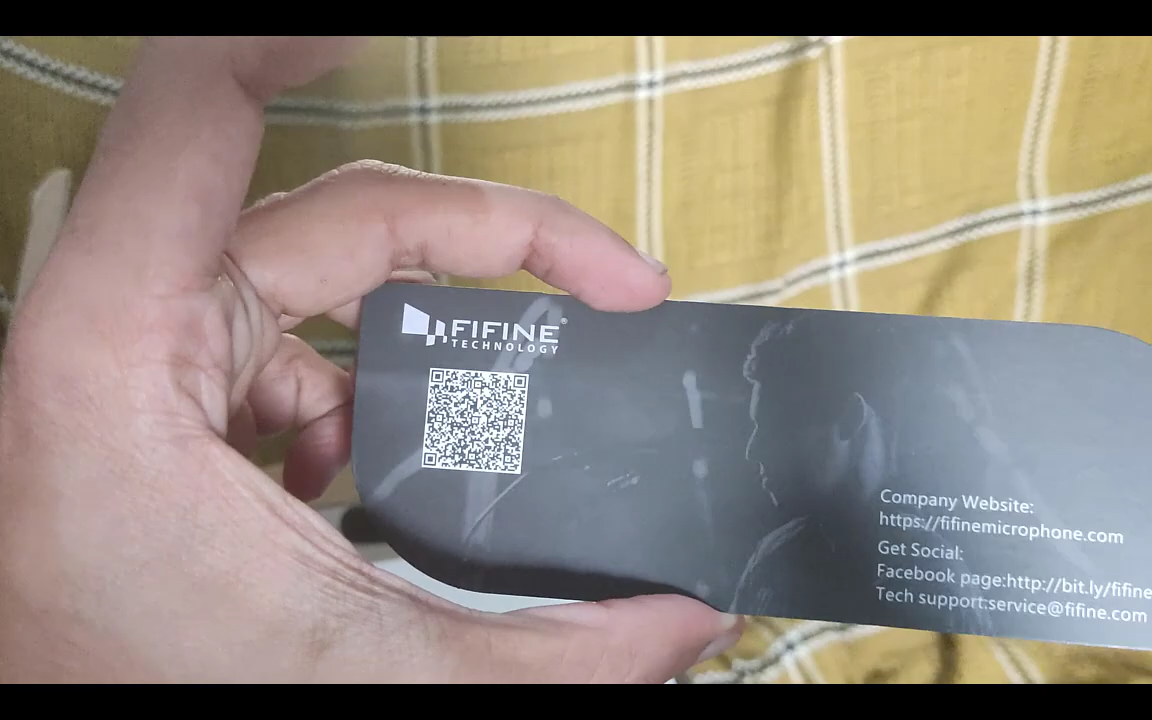 FIFINE®
TECHNOLOGY
Company Website:
https://fifinemicrophone.com
Get Social:
Facebook page:http://bit.ly/fifine
Tech support:service@fifine.com